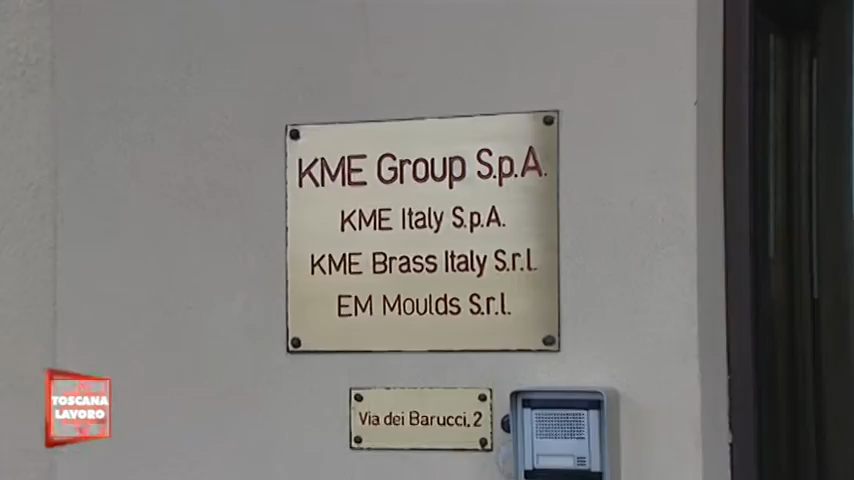 KME Group S.p.A.
KME Italy S.p.A.
KME Brass Italy S.r.l.
EM Moulds S.r.l.
Via dei Barucci, 2
TOSCANA
LAVORO